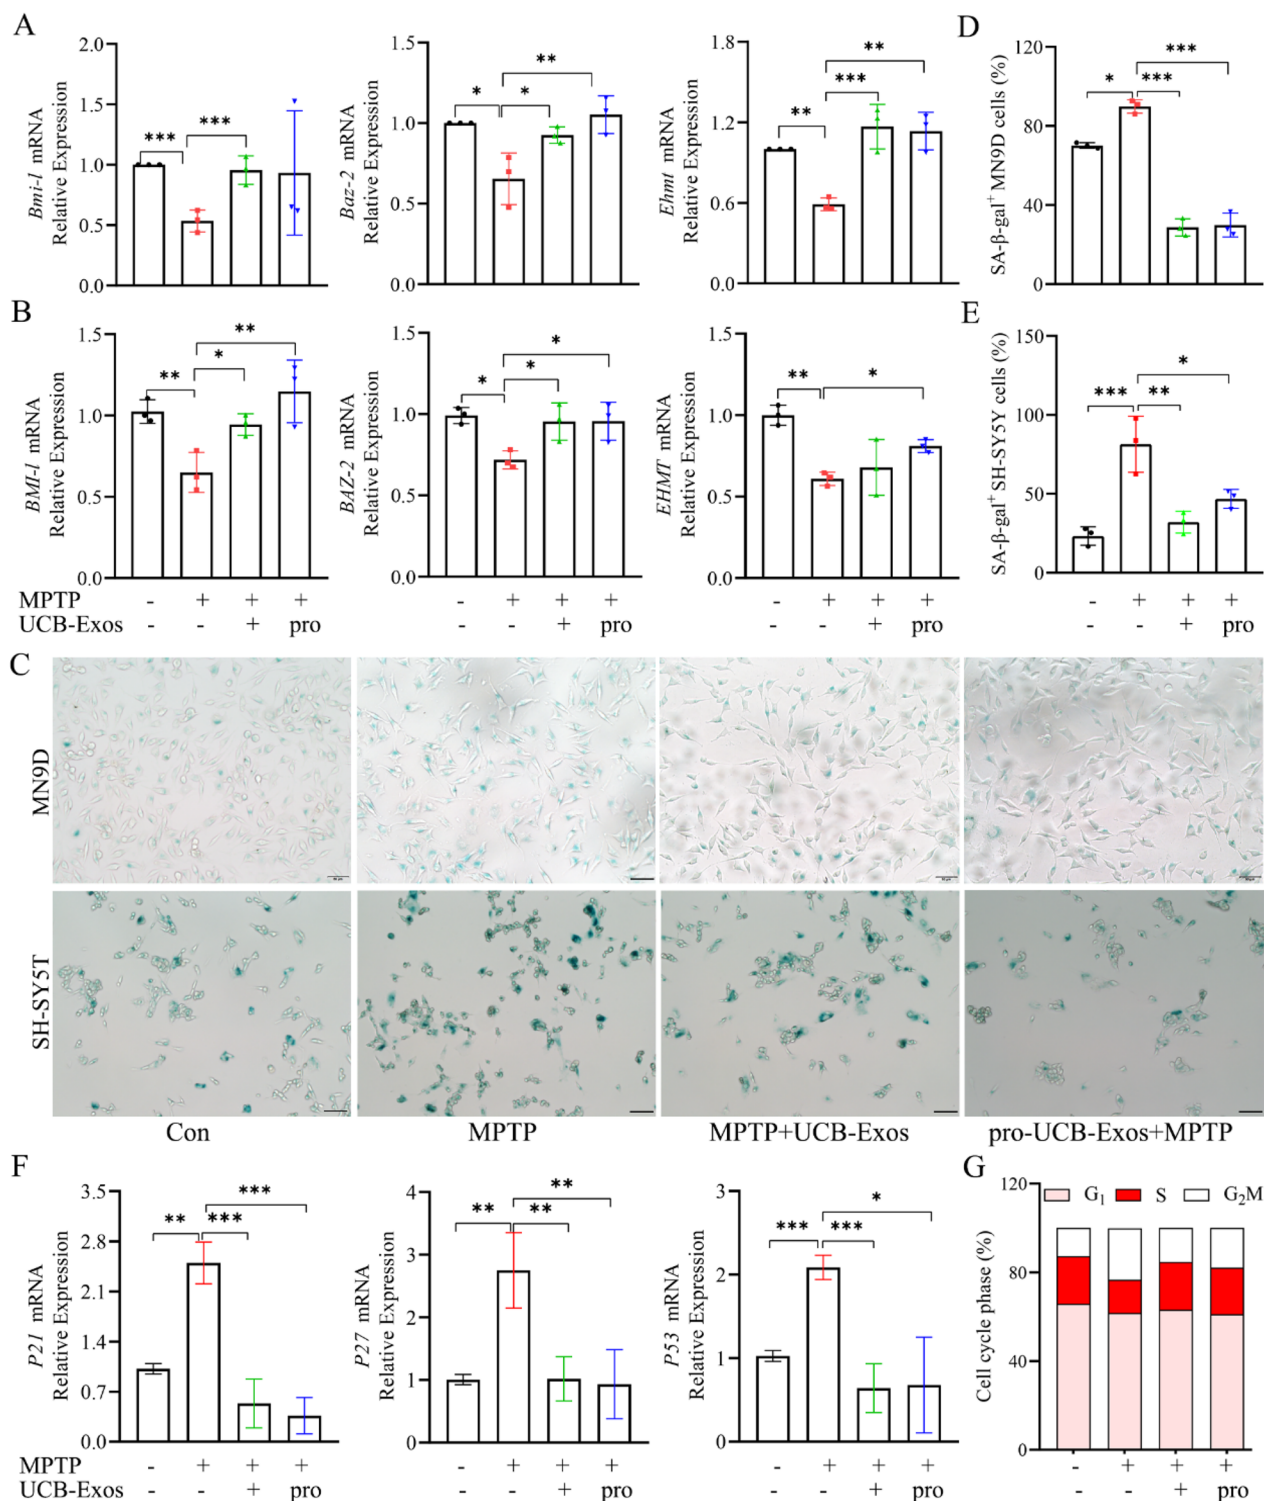 A
Bmi-1 mRNA
Relative Expression
2.0
1.5
1.0
0.5
0.0
***
***
Baz-2 mRNA
Relative Expression
1.5
1.0
0.5
0.0
*
*
**
Ehmt mRNA
Relative Expression
1.8
1.2
0.6
0.0
**
***
**
D
SA-β-gal+ MN9D cells (%)
120
80
40
0
*
***
***
B
BMI-1 mRNA
Relative Expression
1.5
1.0
0.5
0.0
**
*
**
BAZ-2 mRNA
Relative Expression
1.5
1.0
0.5
0.0
*
*
*
EHMT mRNA
Relative Expression
1.5
1.0
0.5
0.0
**
*
E
SA-β-gal+ SH-SY5Y cells (%)
150
100
50
0
***
**
*
MPTP - + + + - + + + - + + + - + + +
UCB-Exos - - + pro - - + pro - - + pro - - + pro
C
MN9D
SH-SY5T
Con MPTP MPTP+UCB-Exos pro-UCB-Exos+MPTP
F
P21 mRNA
Relative Expression
3.5
2.8
2.1
1.4
0.7
0.0
**
***
***
P27 mRNA
Relative Expression
4
3
2
1
0
**
**
**
P53 mRNA
Relative Expression
3
2
1
0
***
***
*
G
Cell cycle phase (%)
120
80
40
0
G1 S G2M
MPTP - + + + - + + + - + + + - + + +
UCB-Exos - - + pro - - + pro - - + pro - - + pro